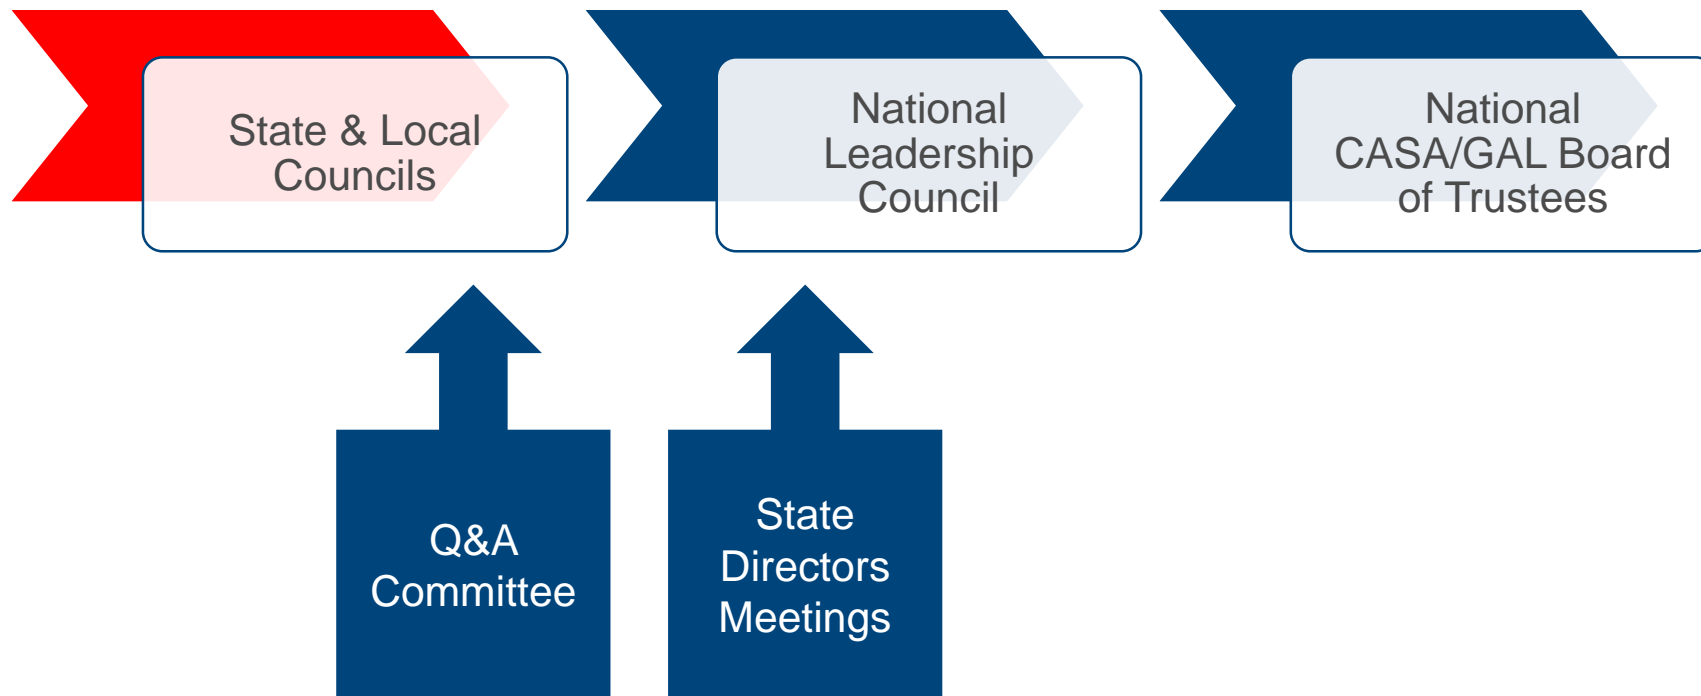 State & Local
Councils
National
Leadership
Council
National
CASA/GAL Board
of Trustees
Q&A
Committee
State
Directors
Meetings